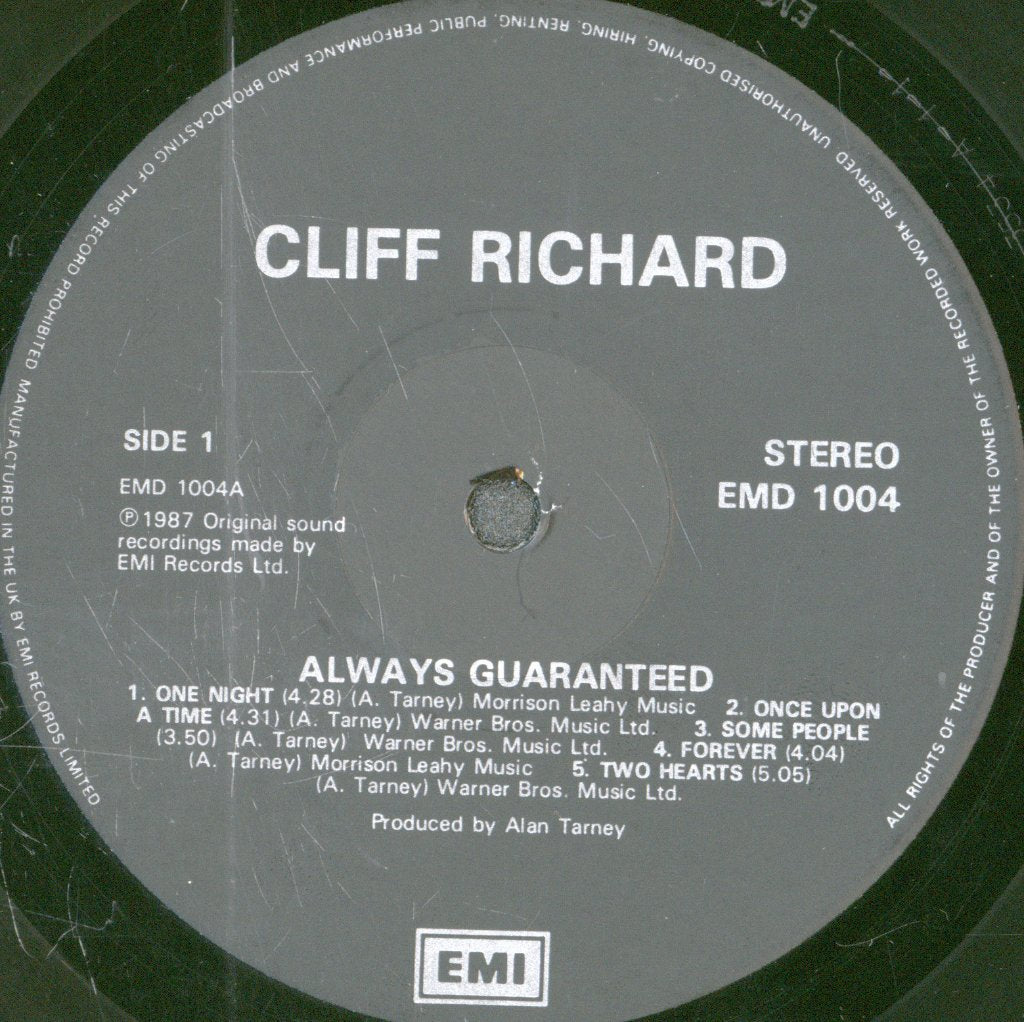 CLIFF RICHARD
SIDE 1
EMD 1004A
Ⓟ1987 Original sound
recordings made by
EMI Records Ltd.
STEREO
EMD 1004
ALWAYS GUARANTEED
1. ONE NIGHT (4.28) (A. Tarney) Morrison Leahy Music 2. ONCE UPON
A TIME (4.31) (A. Tarney) Warner Bros. Music Ltd. 3. SOME PEOPLE
(3.50) (A. Tarney) Warner Bros. Music Ltd. 4. FOREVER (4.04)
(A. Tarney) Morrison Leahy Music 5. TWO HEARTS (5.05)
(A. Tarney) Warner Bros. Music Ltd.
Produced by Alan Tarney
EMI
ALL RIGHTS OF THE PRODUCER AND OF THE OWNER OF THE RECORDED WORK RESERVED. UNAUTHORISED COPYING, HIRING, RENTING, PUBLIC PERFORMANCE AND BROADCASTING OF THIS RECORD PROHIBITED. MANUFACTURED IN THE UK BY EMI RECORDS LIMITED